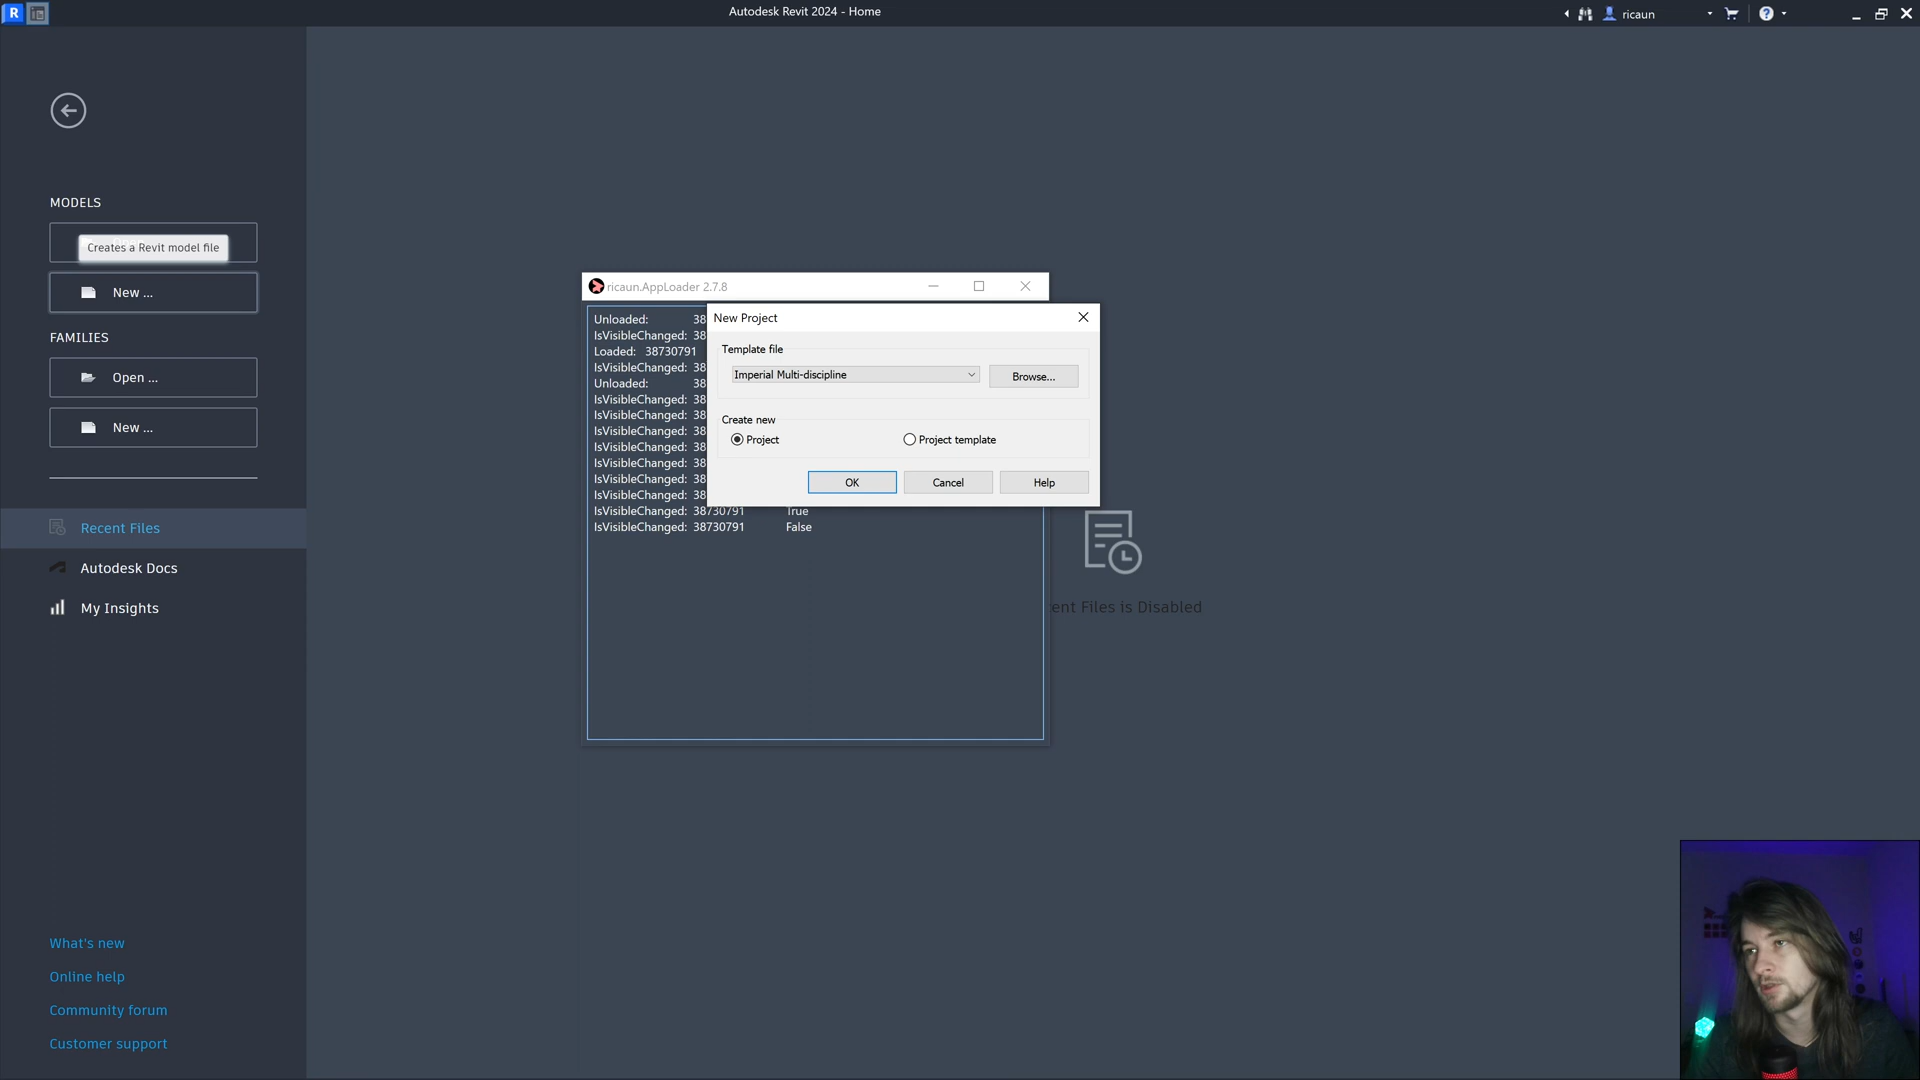 R
Autodesk Revit 2024 - Home
ricaun
?
MODELS
Creates a Revit model file
New ...
FAMILIES
Open ...
New ...
Recent Files
Autodesk Docs
My Insights
What's new
Online help
Community forum
Customer support
ricaun.AppLoader 2.7.8
Unloaded: 38
IsVisibleChanged: 38
Loaded: 38730791
IsVisibleChanged: 38
Unloaded: 38
IsVisibleChanged: 38
IsVisibleChanged: 38
IsVisibleChanged: 38
IsVisibleChanged: 38
IsVisibleChanged: 38
IsVisibleChanged: 38
IsVisibleChanged: 38
IsVisibleChanged: 38730791 True
IsVisibleChanged: 38730791 False
New Project
Template file
Imperial Multi-discipline
Browse...
Create new
Project
Project template
OK
Cancel
Help
ent Files is Disabled